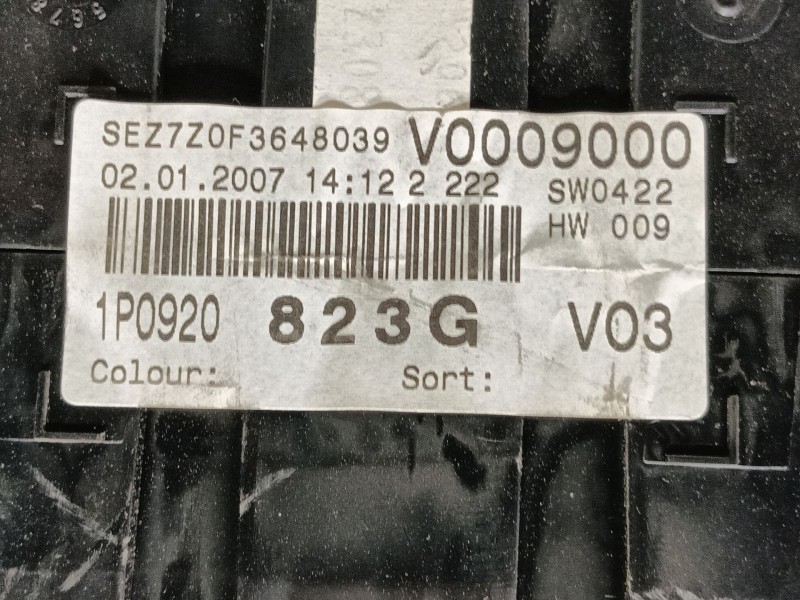 SEZ7Z0F3648039 V0009000
02.01.2007 14:12 2 222 SW0422
HW 009
1P0920 823G V03
Colour: Sort: